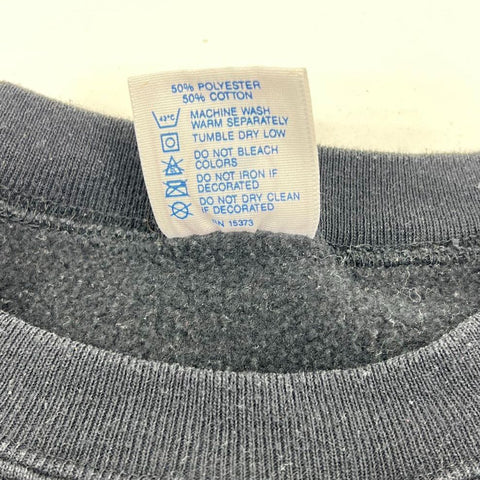 50% POLYESTER
50% COTTON
42°C
MACHINE WASH
WARM SEPARATELY
TUMBLE DRY LOW
DO NOT BLEACH
COLORS
DO NOT IRON IF
DECORATED
DO NOT DRY CLEAN
IF DECORATED
15373